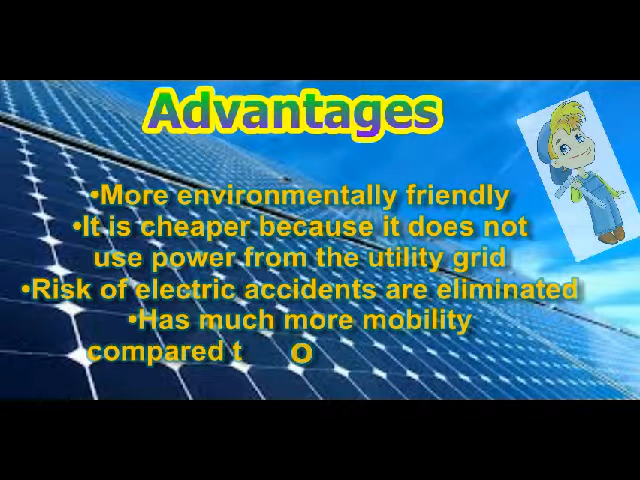 Advantages
•More environmentally friendly
•It is cheaper because it does not
use power from the utility grid
•Risk of electric accidents are eliminated
•Has much more mobility
compared t o